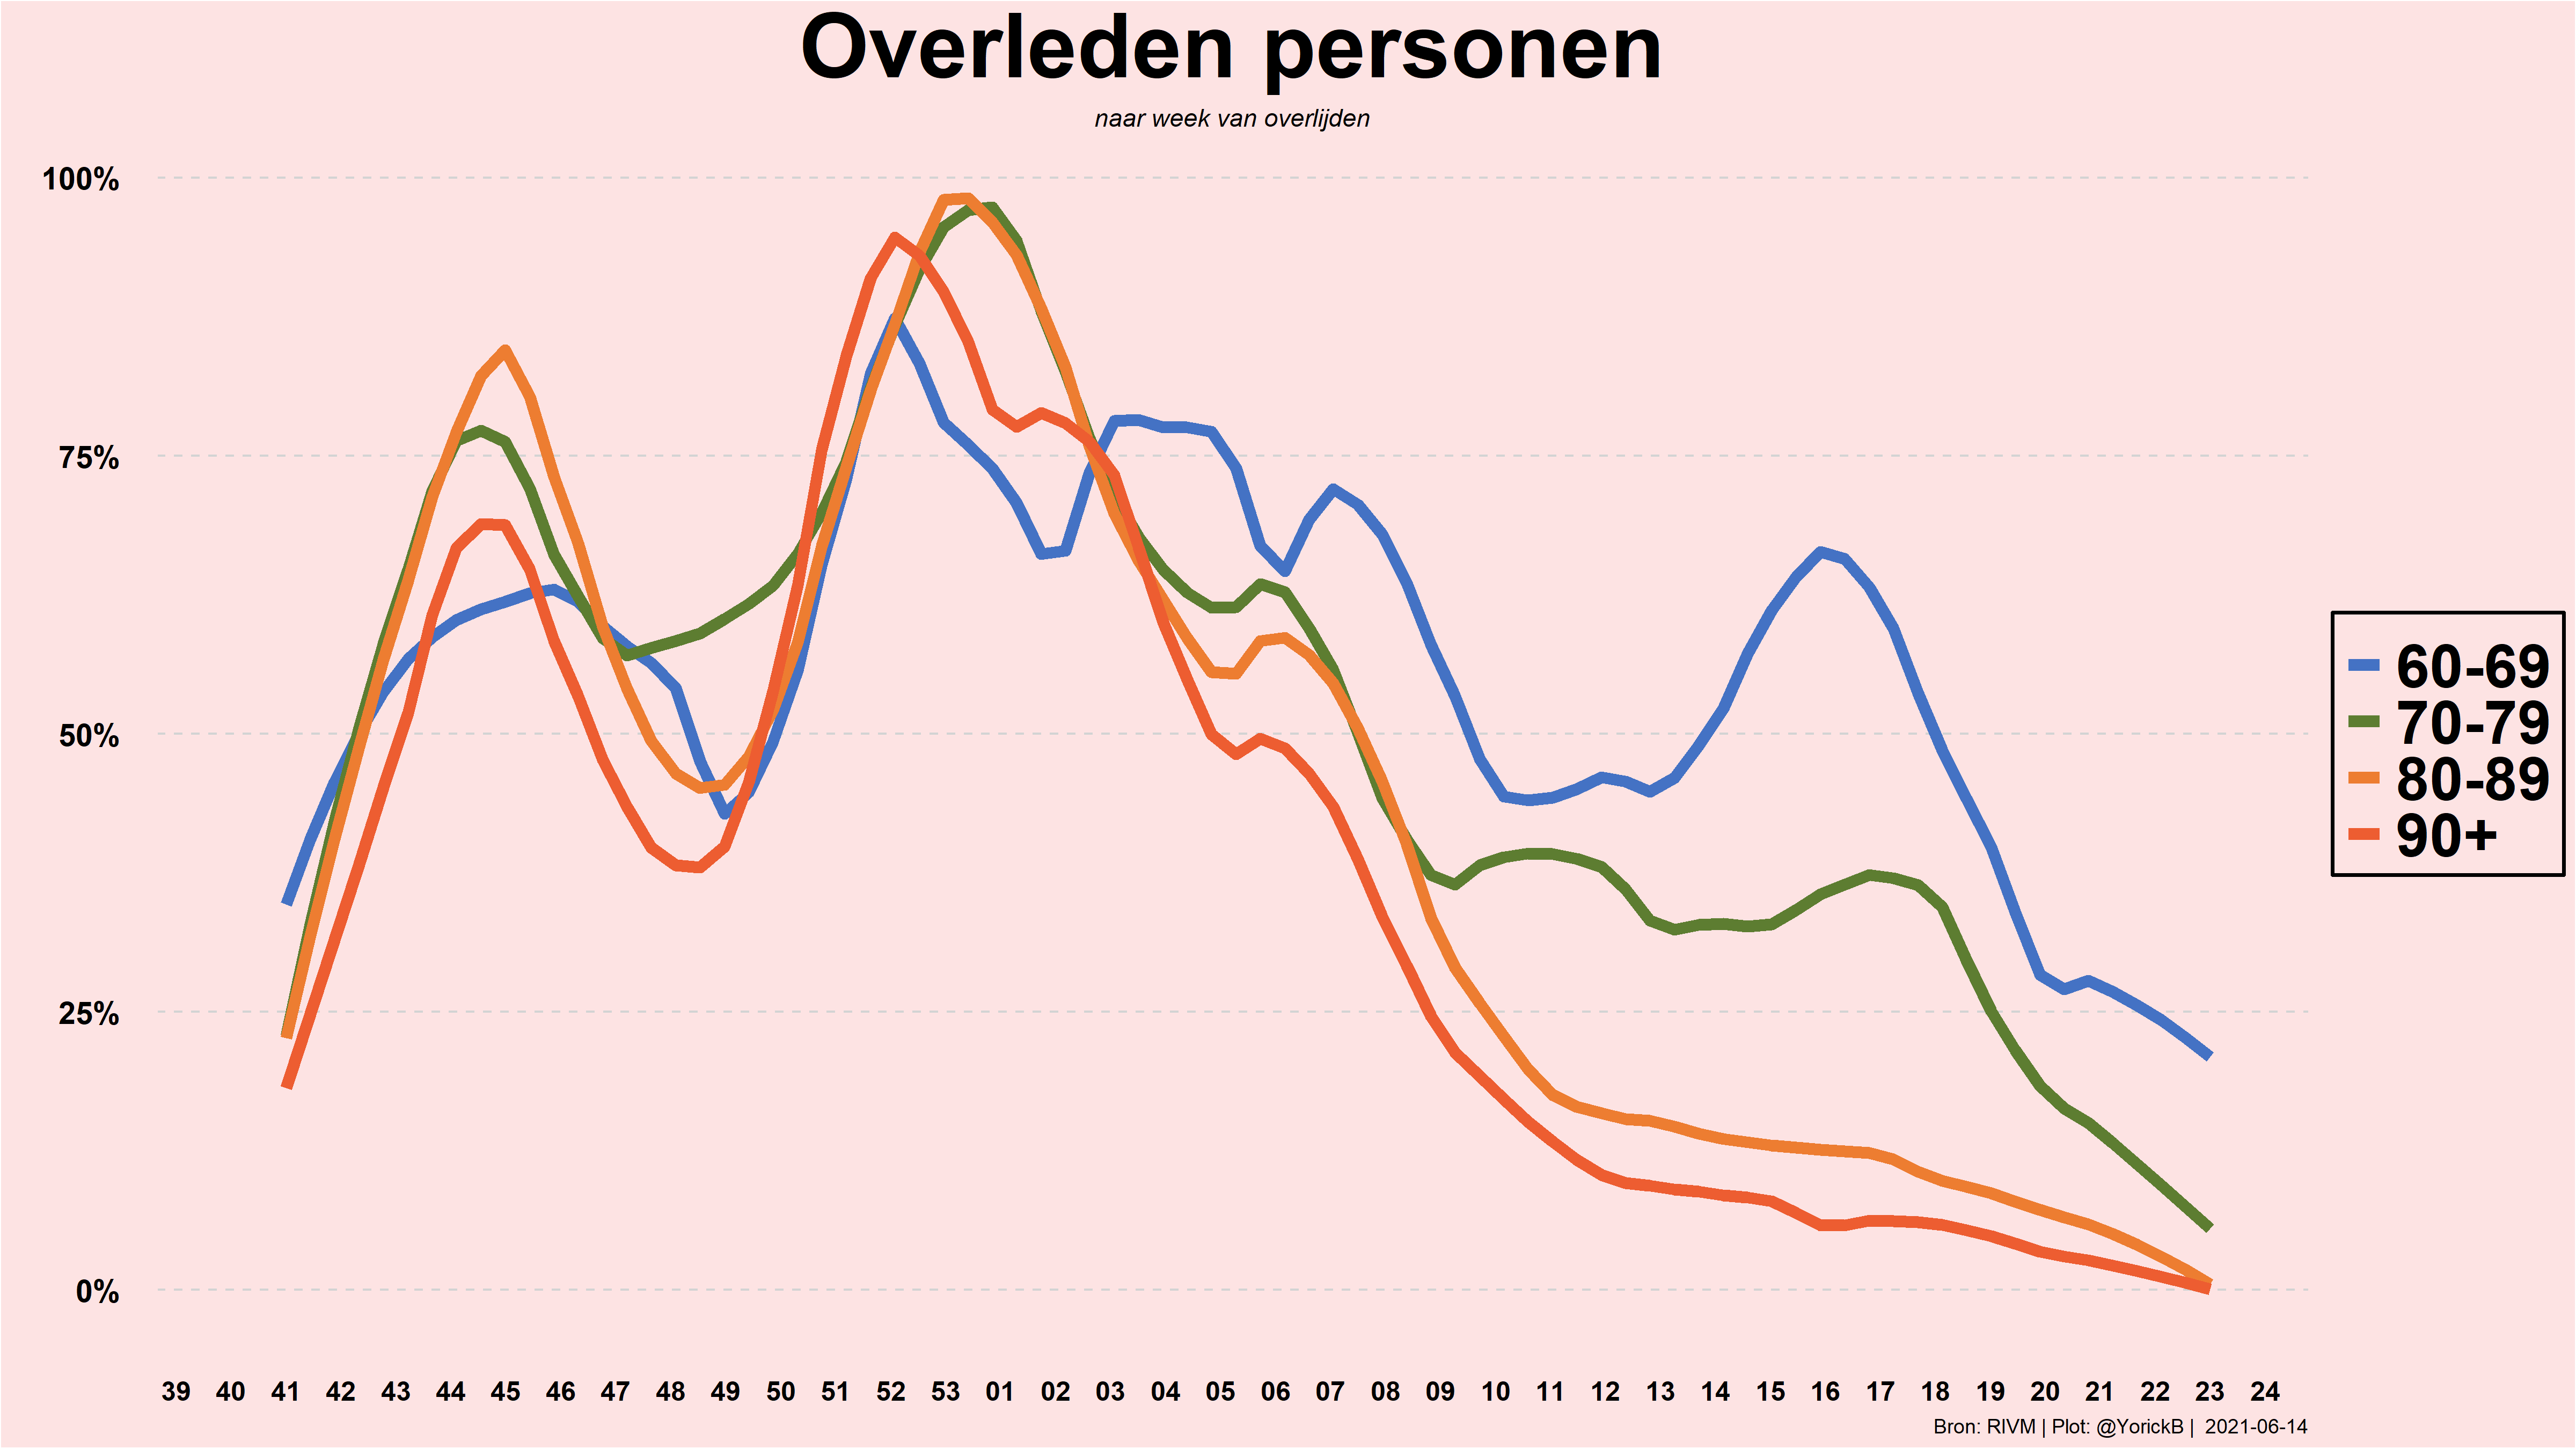 Overleden personen
naar week van overlijden
100%
75%
50%
25%
0%
60-69
70-79
80-89
90+
39 40 41 42 43 44 45 46 47 48 49 50 51 52 53 01 02 03 04 05 06 07 08 09 10 11 12 13 14 15 16 17 18 19 20 21 22 23 24
Bron: RIVM | Plot: @YorickB | 2021-06-14